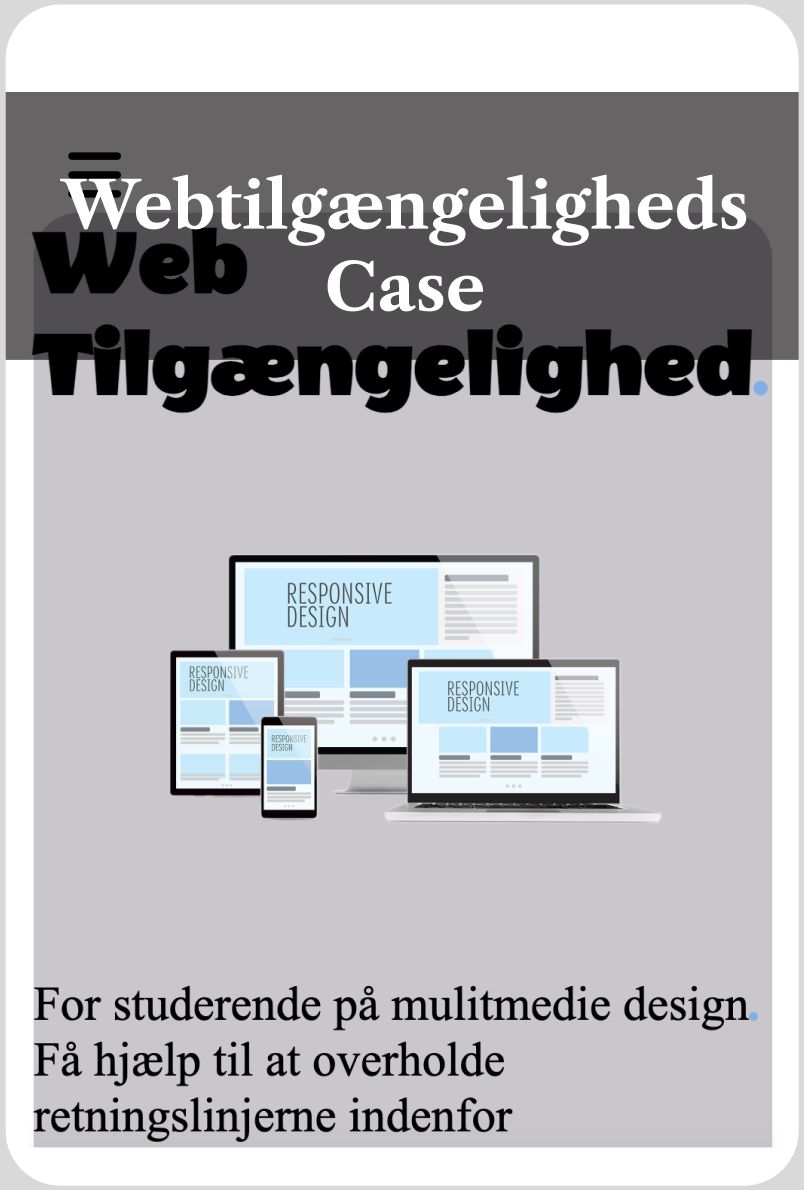 Webtilgængeligheds
Case
Web
Tilgængelighed.
RESPONSIVE
DESIGN
RESPONSIVE
DESIGN
RESPONSIVE
DESIGN
RESPONSIVE
DESIGN
For studerende på mulitmedie design.
Få hjælp til at overholde
retningslinjerne indenfor